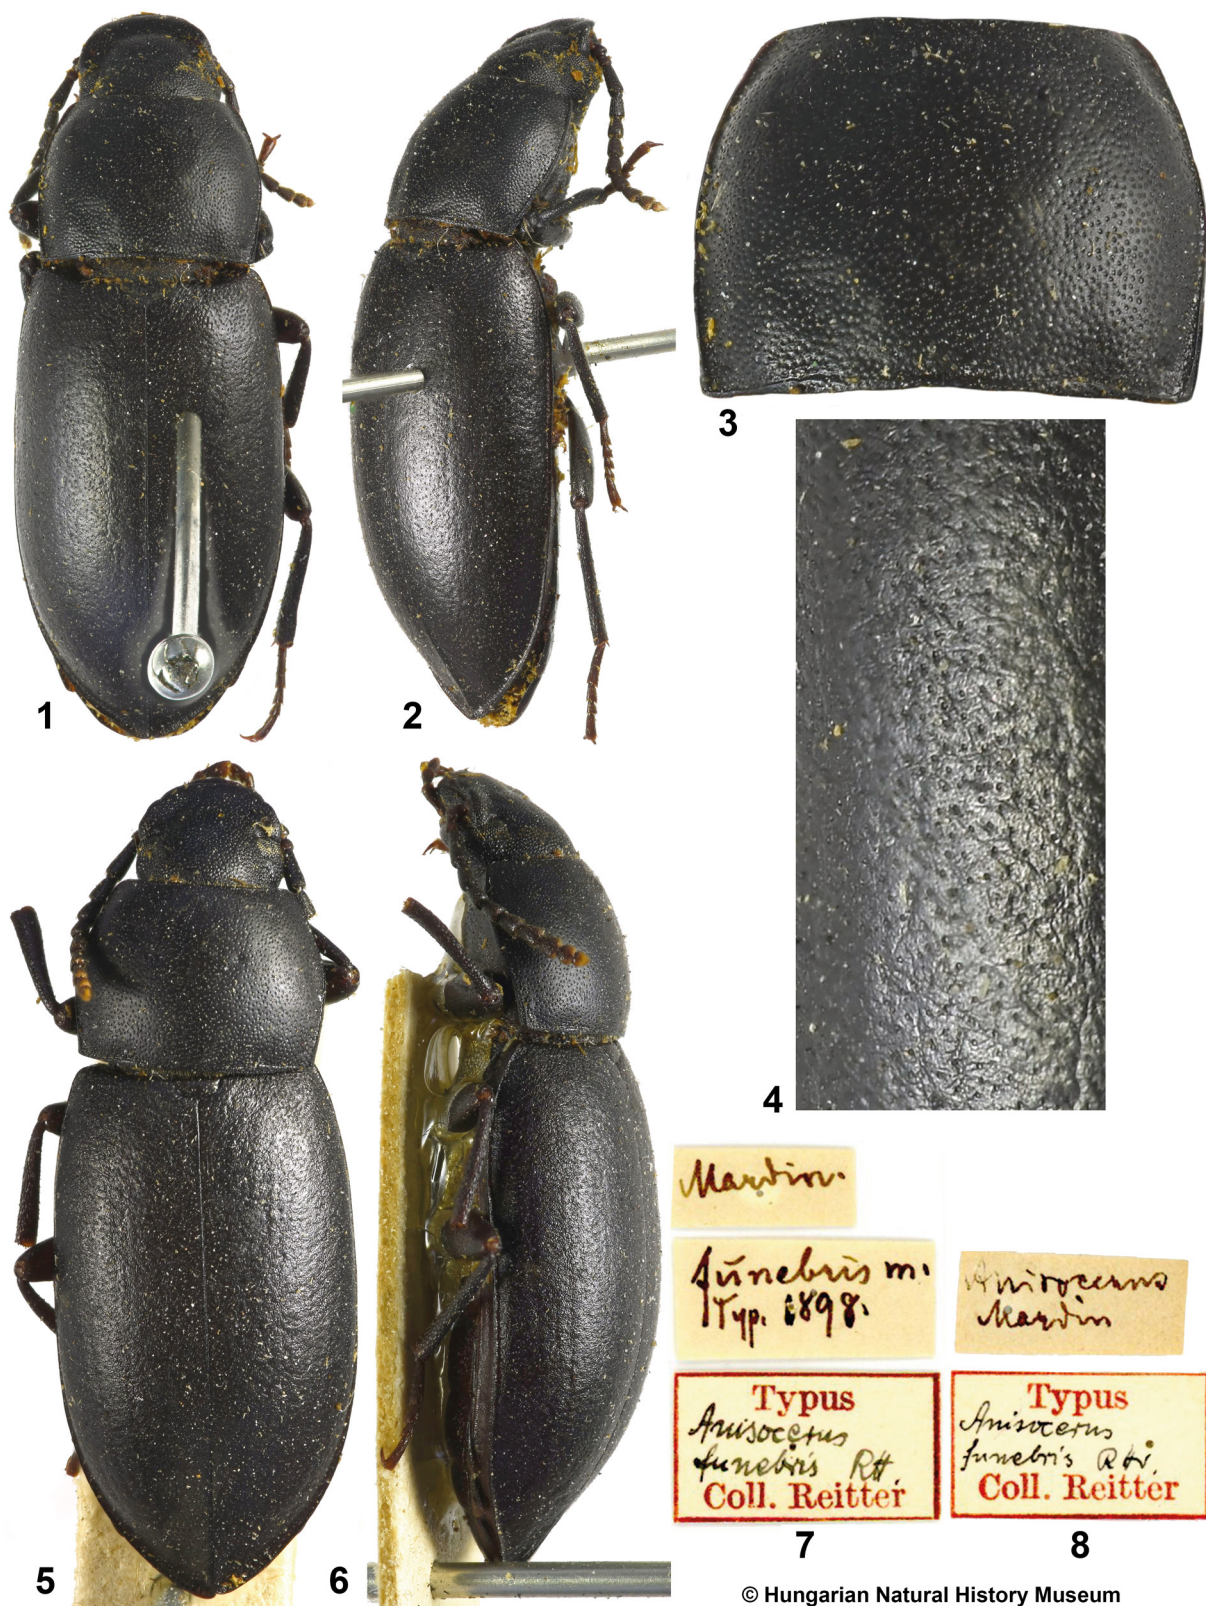 1
2
3
4
5
6
Mardin.
funebris m.
Typ. 1898.
Typus
Anisocerus
funebris Rtt.
Coll. Reitter
7
Anisocerus
Mardin
Typus
Anisocerus
funebris Rttr.
Coll. Reitter
8
© Hungarian Natural History Museum